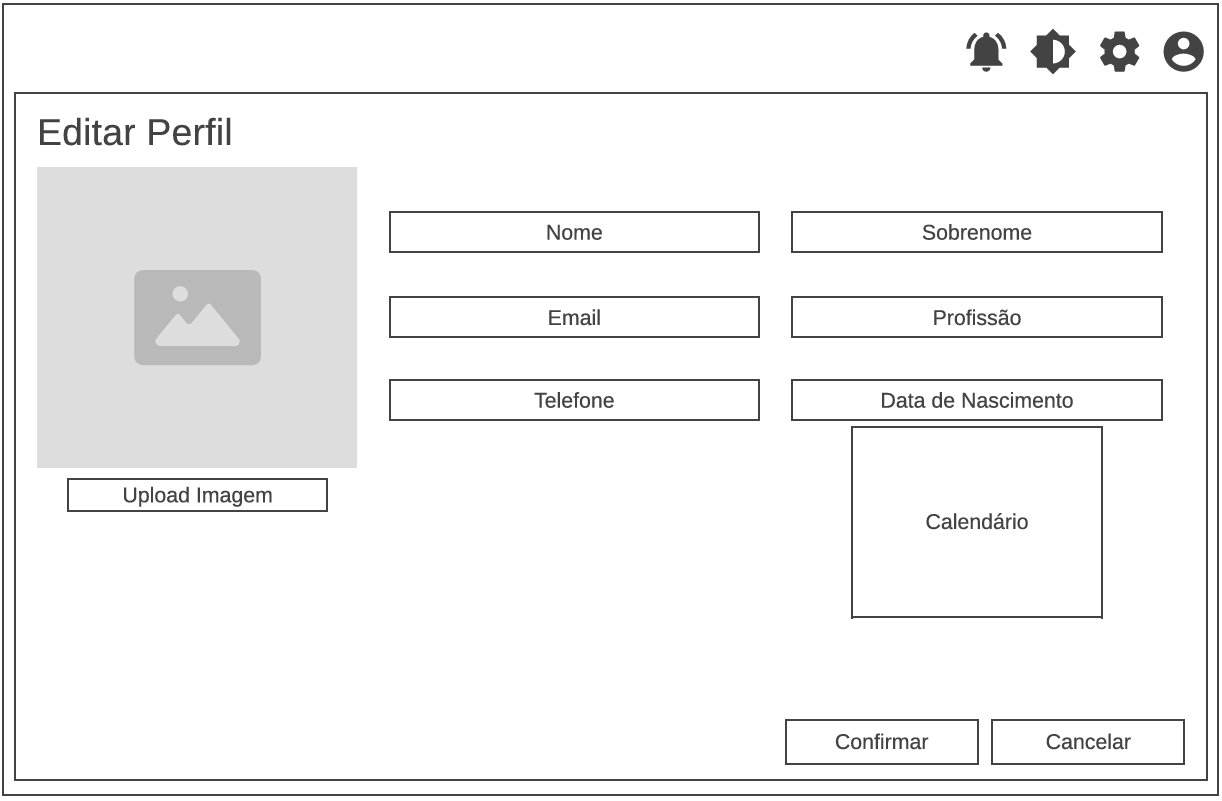 Editar Perfil
Nome
Sobrenome
Email
Profissão
Telefone
Data de Nascimento
Upload Imagem
Calendário
Confirmar
Cancelar